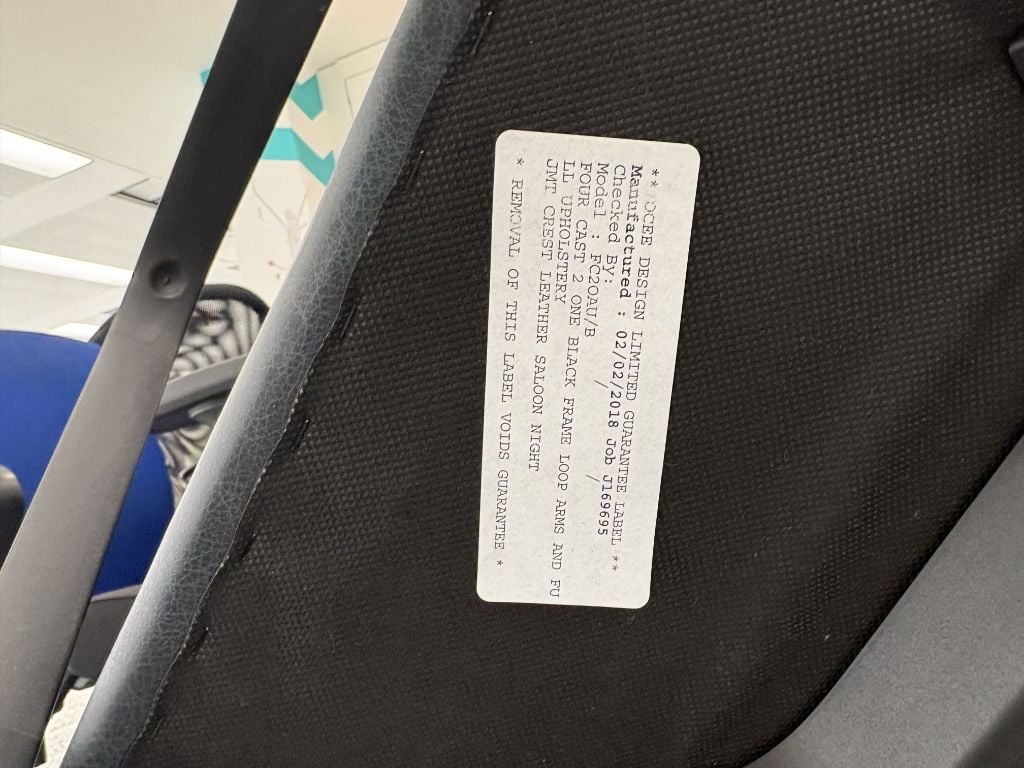 ** OCEE DESIGN LIMITED GUARANTEE LABEL **
Manufactured : 02/02/2018 Job J169695
Checked By: / /
Model : FC2OAU/B
FOUR CAST 2 ONE BLACK FRAME LOOP ARMS AND FU
LL UPHOLSTERY
JMT CREST LEATHER SALOON NIGHT
* REMOVAL OF THIS LABEL VOIDS GUARANTEE *